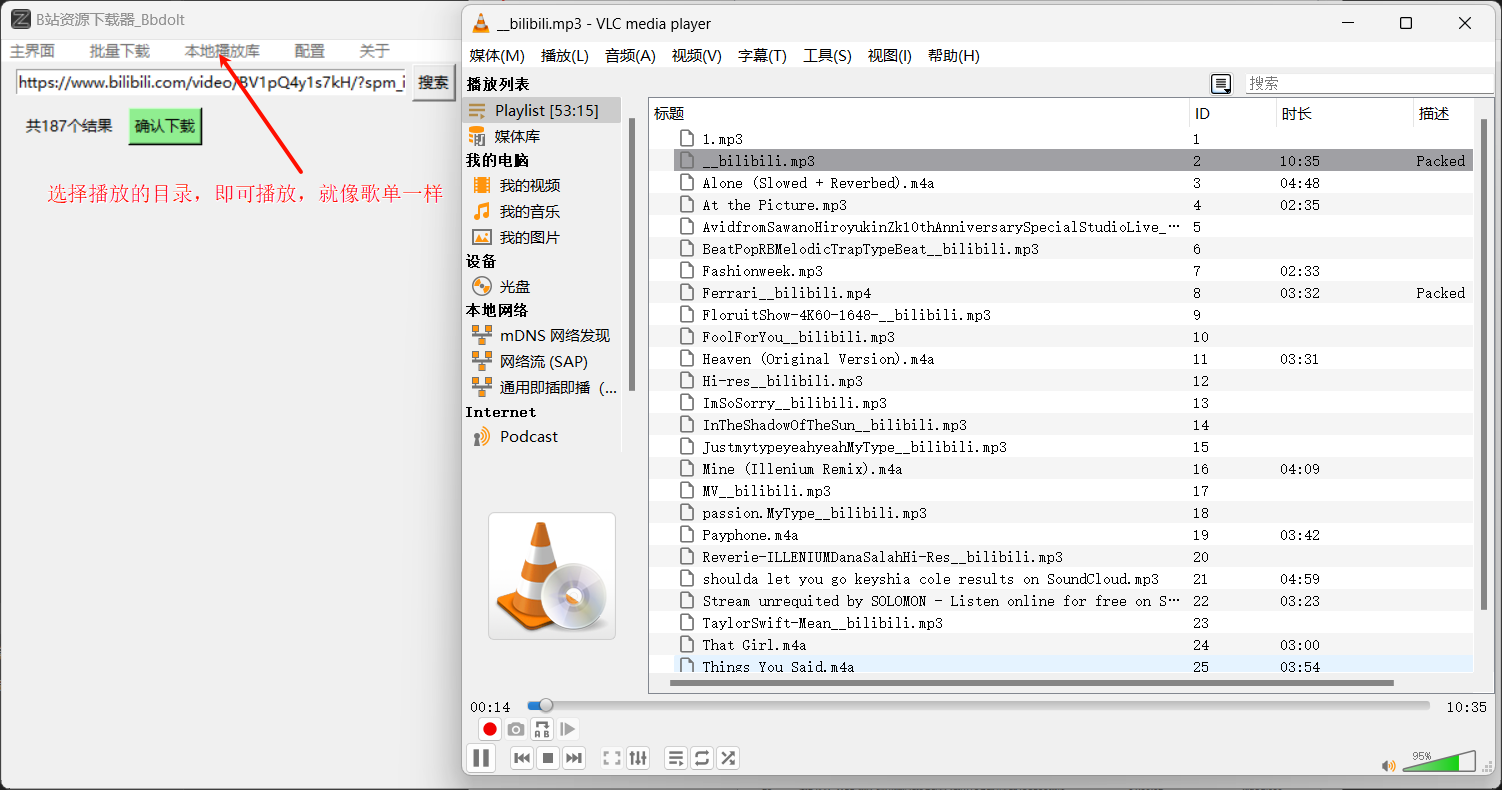 B站资源下载器_Bbdolt
主界面 批量下载 本地播放库 配置 关于
https://www.bilibili.com/video/BV1pQ4y1s7kH/?spm_i 搜索
共187个结果 确认下载
选择播放的目录，即可播放，就像歌单一样
__bilibili.mp3 - VLC media player
媒体(M) 播放(L) 音频(A) 视频(V) 字幕(T) 工具(S) 视图(I) 帮助(H)
播放列表
搜索
Playlist [53:15]
媒体库
我的电脑
我的视频
我的音乐
我的图片
设备
光盘
本地网络
mDNS 网络发现
网络流 (SAP)
通用即插即播（...
Internet
Podcast
标题 ID 时长 描述
1.mp3 1
__bilibili.mp3 2 10:35 Packed
Alone (Slowed + Reverbed).m4a 3 04:48
At the Picture.mp3 4 02:35
AvidfromSawanoHiroyukinZk10thAnniversarySpecialStudioLive_… 5
BeatPopRBMelodicTrapTypeBeat__bilibili.mp3 6
Fashionweek.mp3 7 02:33
Ferrari__bilibili.mp4 8 03:32 Packed
FloruitShow-4K60-1648-__bilibili.mp3 9
FoolForYou__bilibili.mp3 10
Heaven (Original Version).m4a 11 03:31
Hi-res__bilibili.mp3 12
ImSoSorry__bilibili.mp3 13
InTheShadowOfTheSun__bilibili.mp3 14
JustmytypeyeahyeahMyType__bilibili.mp3 15
Mine (Illenium Remix).m4a 16 04:09
MV__bilibili.mp3 17
passion.MyType__bilibili.mp3 18
Payphone.m4a 19 03:42
Reverie-ILLENIUMDanaSalahHi-Res__bilibili.mp3 20
shoulda let you go keyshia cole results on SoundCloud.mp3 21 04:59
Stream unrequited by SOLOMON - Listen online for free on S… 22 03:23
TaylorSwift-Mean__bilibili.mp3 23
That Girl.m4a 24 03:00
Things You Said.m4a 25 03:54
00:14 10:35
A B
95%